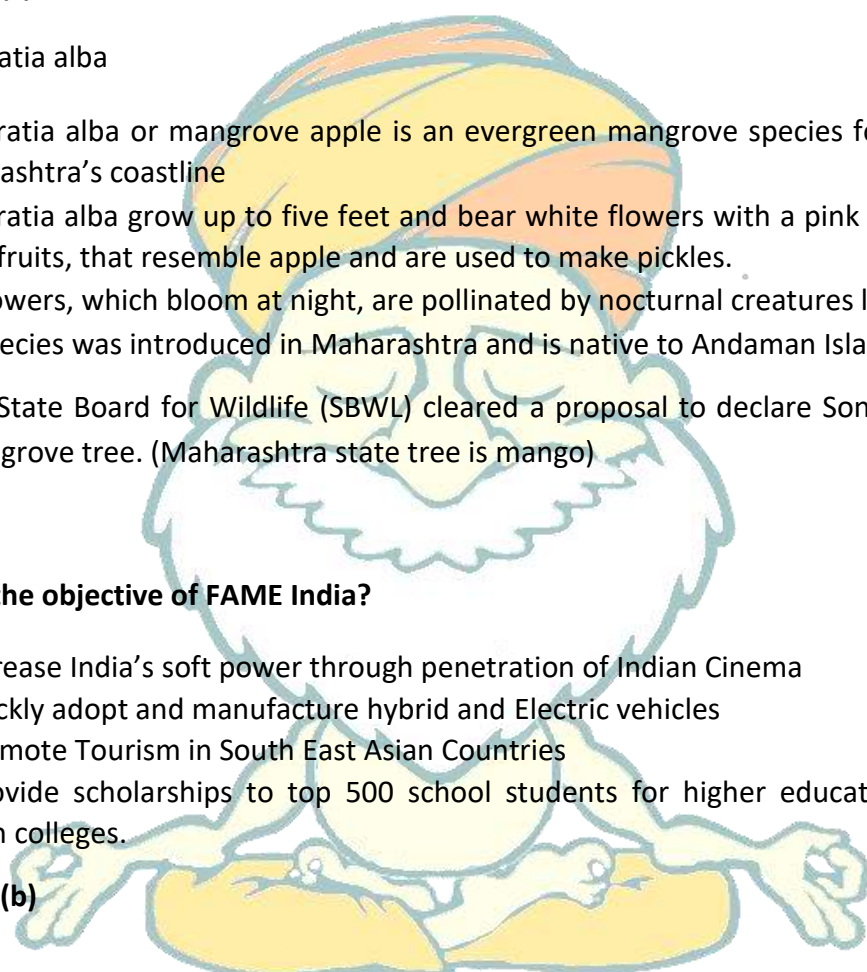 atia alba
ratia alba or mangrove apple is an evergreen mangrove species f
ashtra's coastline
ratia alba grow up to five feet and bear white flowers with a pink
fruits, that resemble apple and are used to make pickles.
owers, which bloom at night, are pollinated by nocturnal creatures l
ecies was introduced in Maharashtra and is native to Andaman Isla
State Board for Wildlife (SBWL) cleared a proposal to declare Son
grove tree. (Maharashtra state tree is mango)
the objective of FAME India?
rease India's soft power through penetration of Indian Cinema
ckly adopt and manufacture hybrid and Electric vehicles
omote Tourism in South East Asian Countries
ovide scholarships to top 500 school students for higher educat
n colleges.
(b)